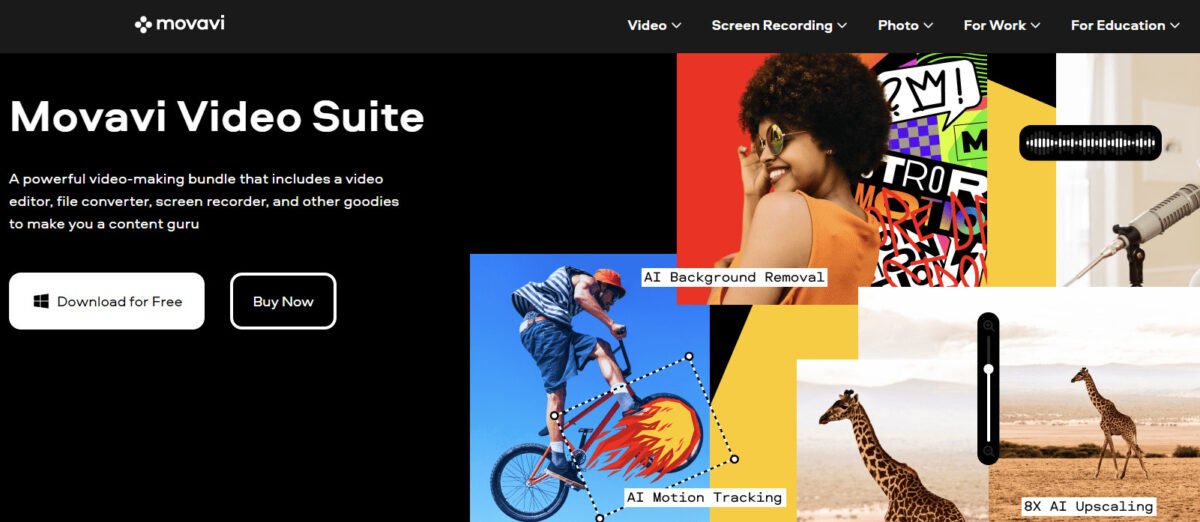 movavi
Video
Screen Recording
Photo
For Work
For Education
Movavi Video Suite
A powerful video-making bundle that includes a video
editor, file converter, screen recorder, and other goodies
to make you a content guru
Download for Free
Buy Now
AI Background Removal
?!
M
RETRO
MOTION
AI Motion Tracking
8X AI Upscaling